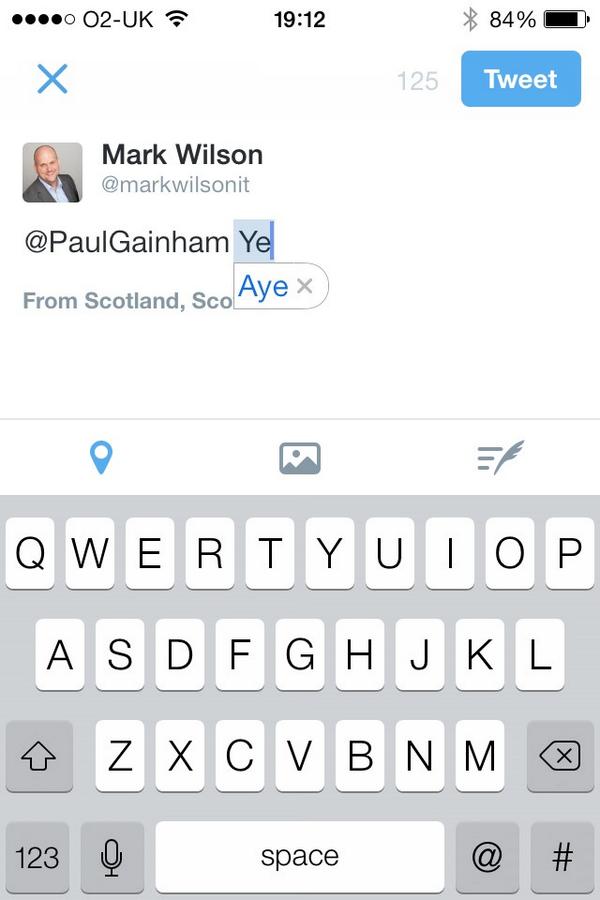 O2-UK 19:12 84%
125 Tweet
Mark Wilson
@markwilsonit
@PaulGainham Ye
Aye
From Scotland, Sco
Q W E R T Y U I O P
A S D F G H J K L
Z X C V B N M
123 space @ #